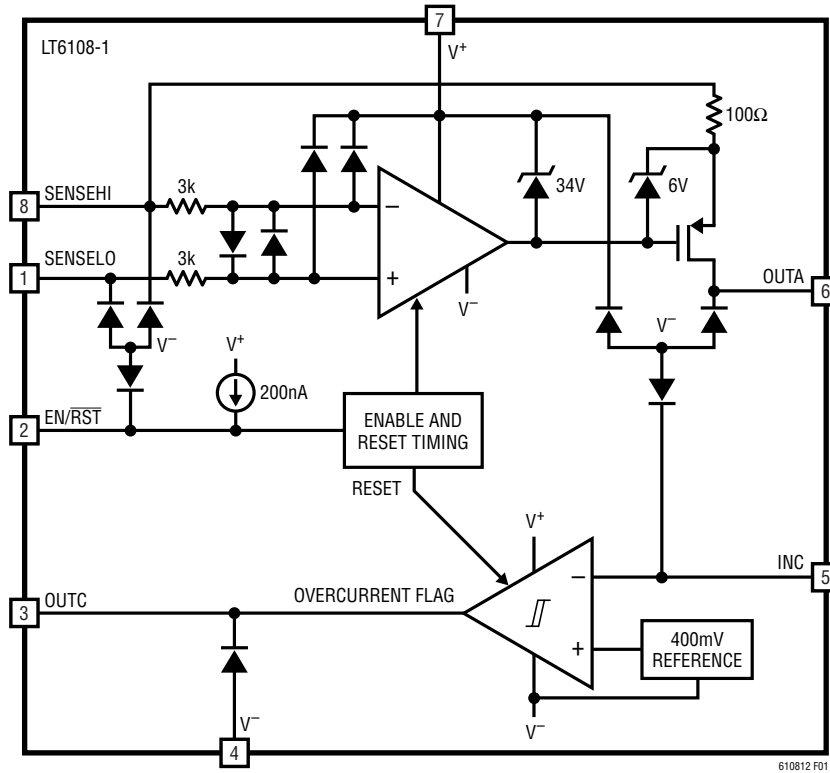 7
LT6108-1
V+
100Ω
34V
6V
3k
8 SENSEHI
−
3k
1 SENSELO
+
V−
OUTA
6
V−
V−
V+
200nA
2 EN/R̅S̅T̅
ENABLE AND
RESET TIMING
RESET
V+
INC
5
−
3 OUTC
OVERCURRENT FLAG
+
400mV
REFERENCE
V−
V−
4
610812 F01